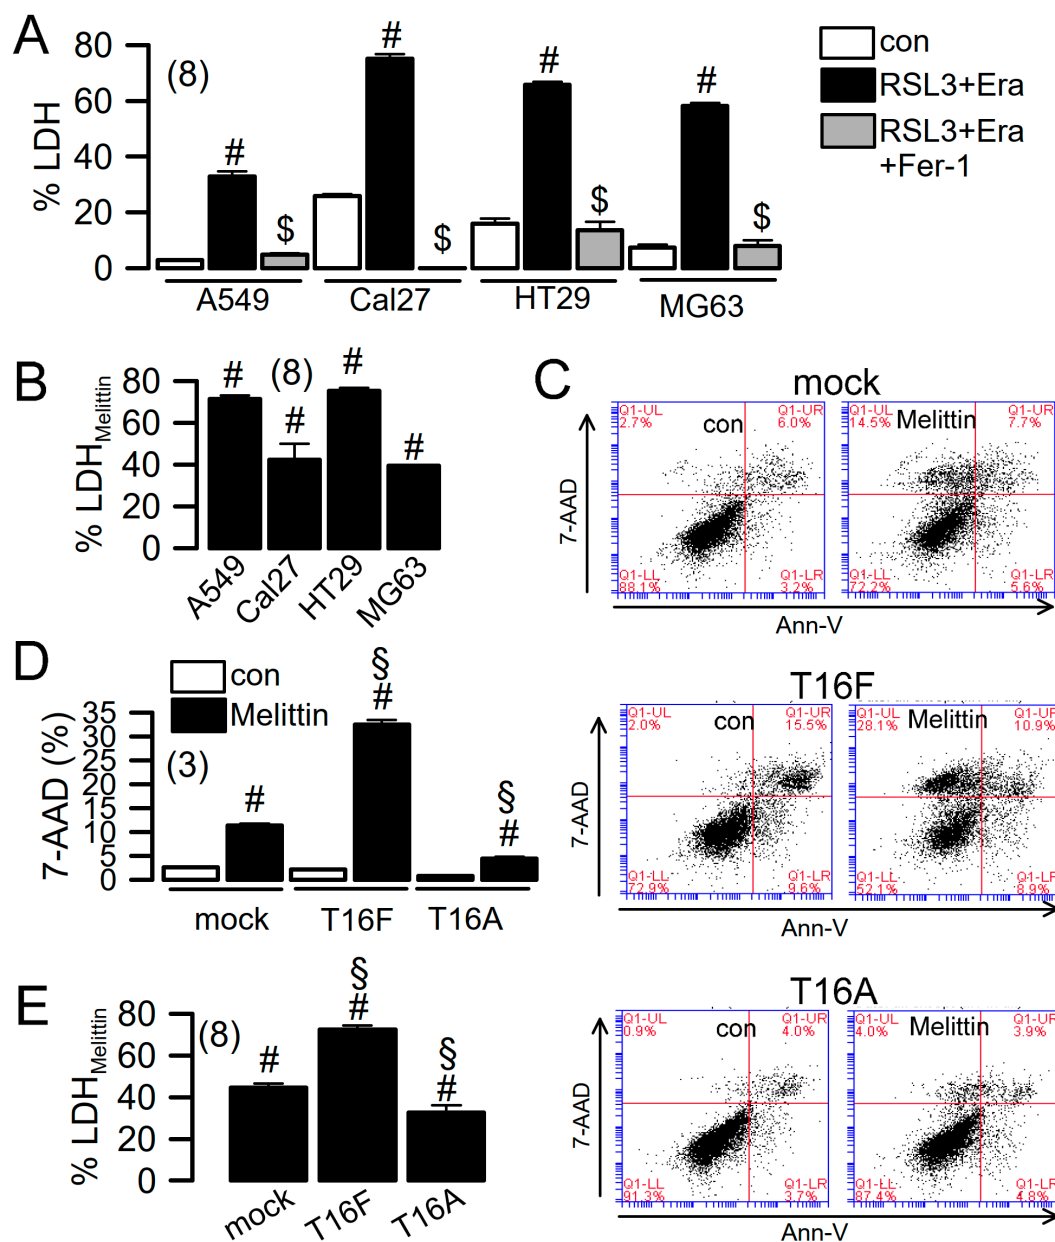 A
80
60
40
20
0
% LDH
(8)
#
#
#
#
$
$
$
$
A549
Cal27
HT29
MG63
con
RSL3+Era
RSL3+Era
+Fer-1
B
80
60
40
20
0
% LDHMelittin
(8)
#
#
#
#
A549
Cal27
HT29
MG63
C
mock
Q1-UL
2.7%
con
Q1-UR
6.0%
Q1-LL
88.1%
Q1-LR
3.2%
Q1-UL
14.5%
Melittin
Q1-UR
7.7%
Q1-LL
72.2%
Q1-LR
5.6%
7-AAD
Ann-V
D
con
Melittin
35
30
25
20
15
10
5
0
7-AAD (%)
(3)
#
§
#
§
#
mock
T16F
T16A
T16F
Q1-UL
2.0%
con
Q1-UR
15.5%
Q1-LL
72.9%
Q1-LR
9.6%
Q1-UL
28.1%
Melittin
Q1-UR
10.9%
Q1-LL
52.1%
Q1-LR
8.9%
7-AAD
Ann-V
E
80
60
40
20
0
% LDHMelittin
(8)
#
§
#
§
#
mock
T16F
T16A
T16A
Q1-UL
0.9%
con
Q1-UR
4.0%
Q1-LL
91.3%
Q1-LR
3.7%
Q1-UL
4.0%
Melittin
Q1-UR
3.9%
Q1-LL
87.4%
Q1-LR
4.8%
7-AAD
Ann-V